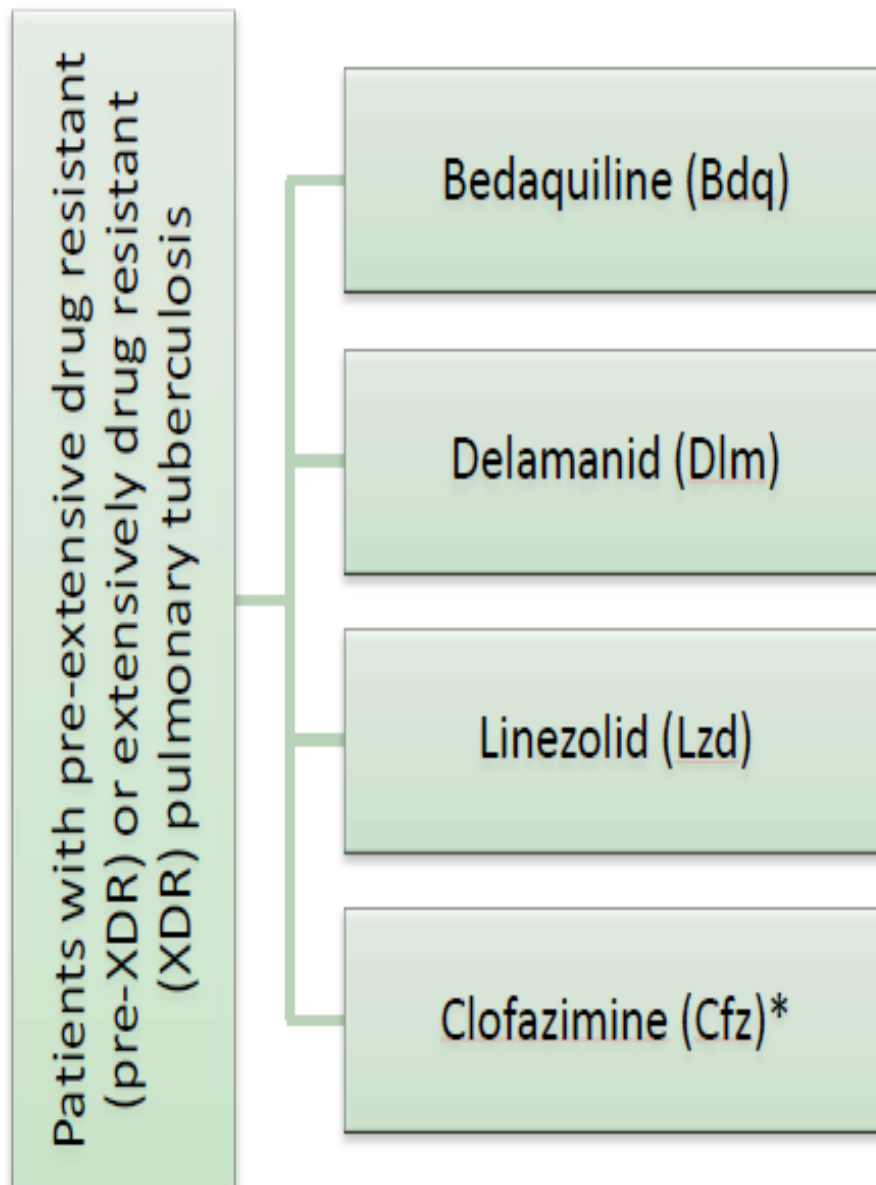 Patients with pre-extensive drug resistant
(pre-XDR) or extensively drug resistant
(XDR) pulmonary tuberculosis
Bedaquiline (Bdq)
Delamanid (Dlm)
Linezolid (Lzd)
Clofazimine (Cfz)*